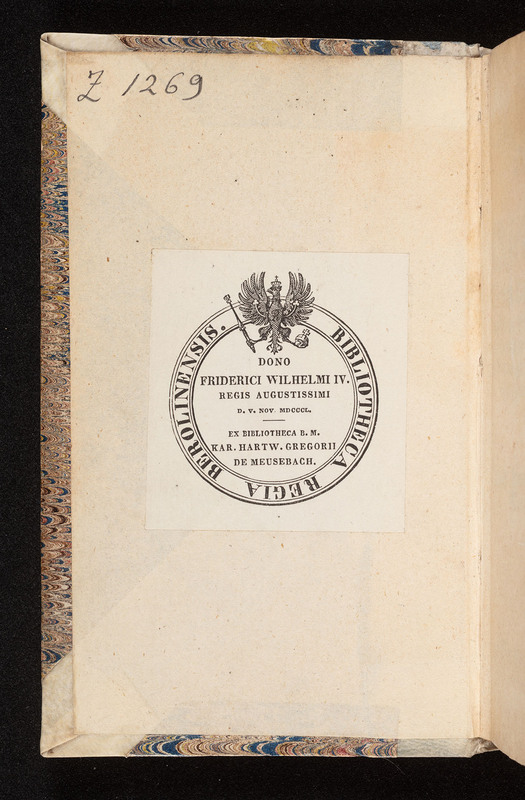 Z 1269
BIBLIOTHECA REGIA BEROLINENSIS.
DONO
FRIDERICI WILHELMI IV.
REGIS AUGUSTISSIMI
D. V. NOV. MDCCCL.
EX BIBLIOTHECA B. M.
KAR. HARTW. GREGORII
DE MEUSEBACH.